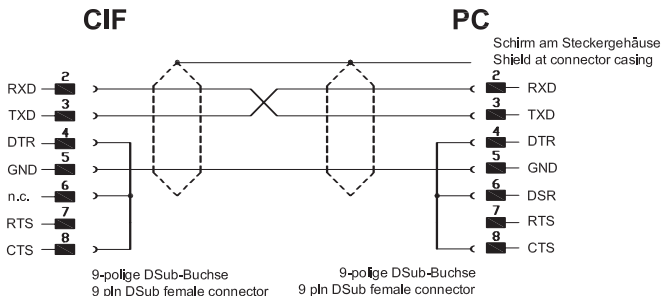 CIF
PC
Schirm am Steckergehäuse
Shield at connector casing
RXD 2 2 RXD
TXD 3 3 TXD
DTR 4 4 DTR
GND 5 5 GND
n.c. 6 6 DSR
RTS 7 7 RTS
CTS 8 8 CTS
9-polige DSub-Buchse
9 pin DSub female connector
9-polige DSub-Buchse
9 pin DSub female connector